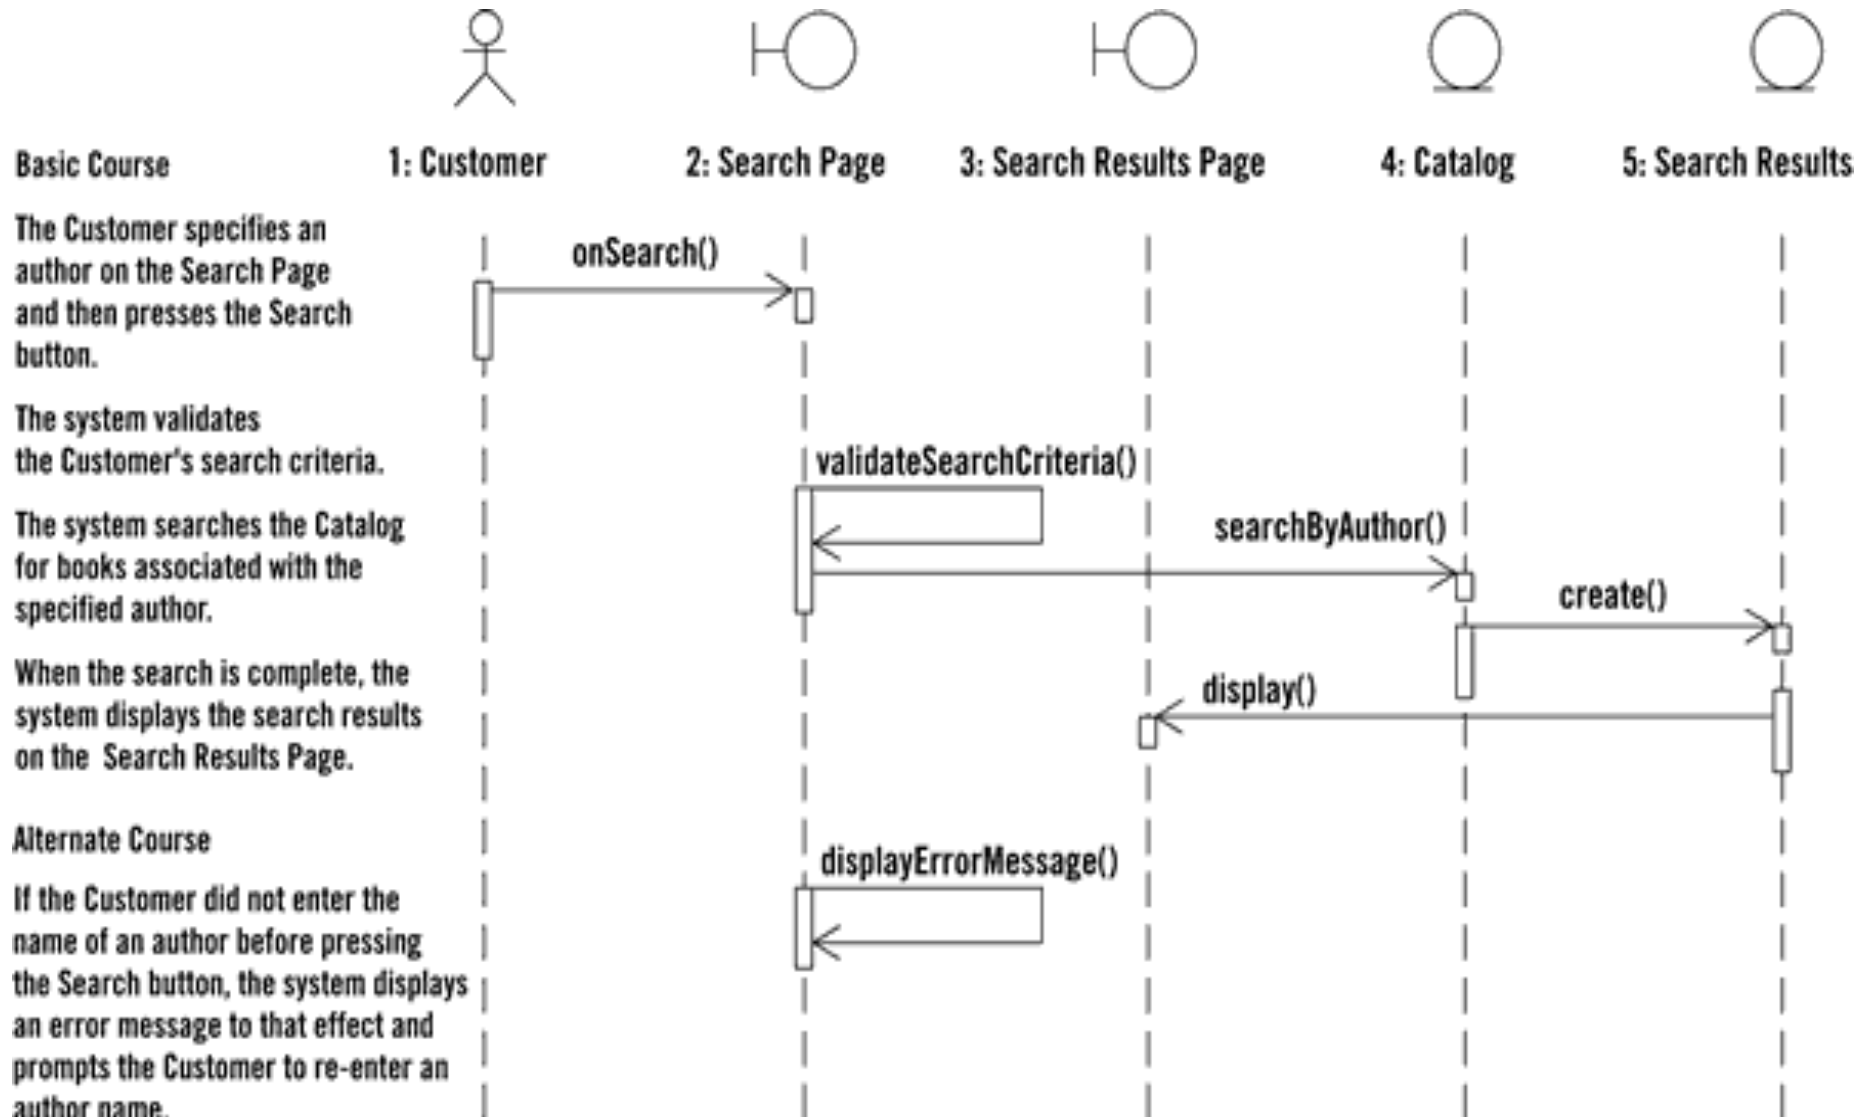 Basic Course
1: Customer
2: Search Page
3: Search Results Page
4: Catalog
5: Search Results
The Customer specifies an
author on the Search Page
and then presses the Search
button.
onSearch()
The system validates
the Customer's search criteria.
validateSearchCriteria()
The system searches the Catalog
for books associated with the
specified author.
searchByAuthor()
create()
When the search is complete, the
system displays the search results
on the Search Results Page.
display()
Alternate Course
displayErrorMessage()
If the Customer did not enter the
name of an author before pressing
the Search button, the system displays
an error message to that effect and
prompts the Customer to re-enter an
author name.